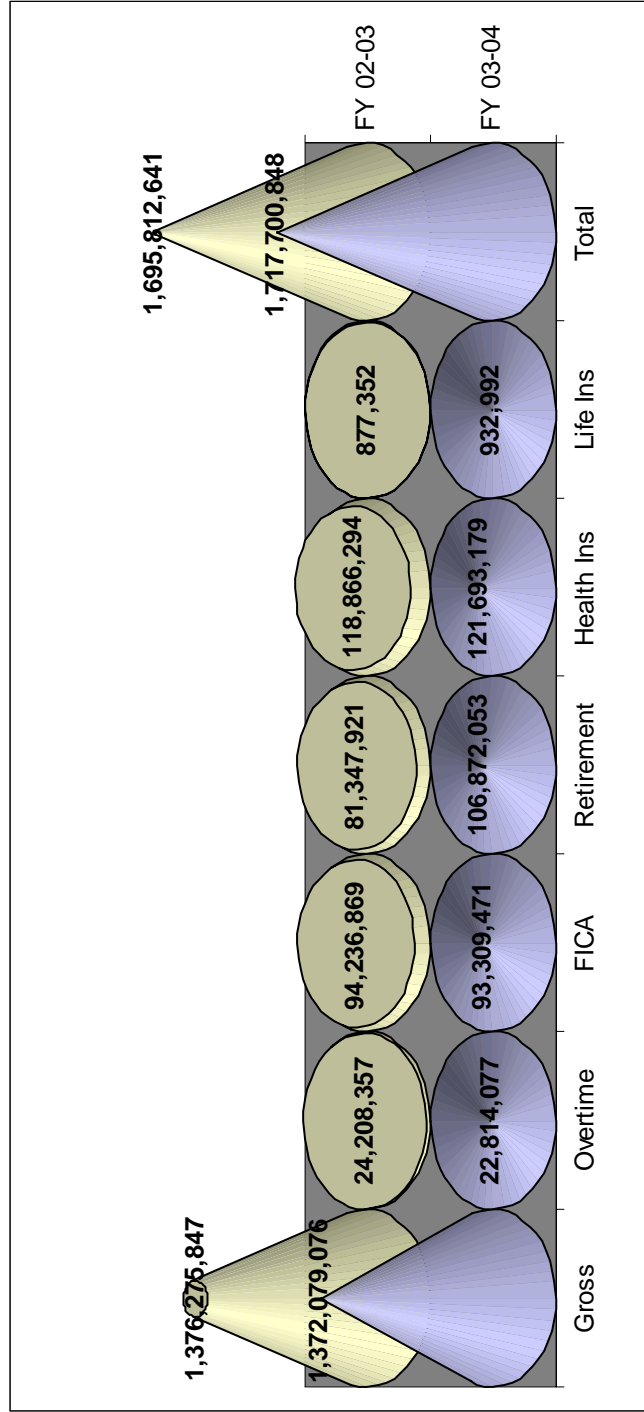 1,376,275,847
24,208,357
94,236,869
81,347,921
118,866,294
877,352
1,695,812,641
FY 02-03
1,372,079,076
22,814,077
93,309,471
106,872,053
121,693,179
932,992
1,717,700,848
FY 03-04
Gross
Overtime
FICA
Retirement
Health Ins
Life Ins
Total